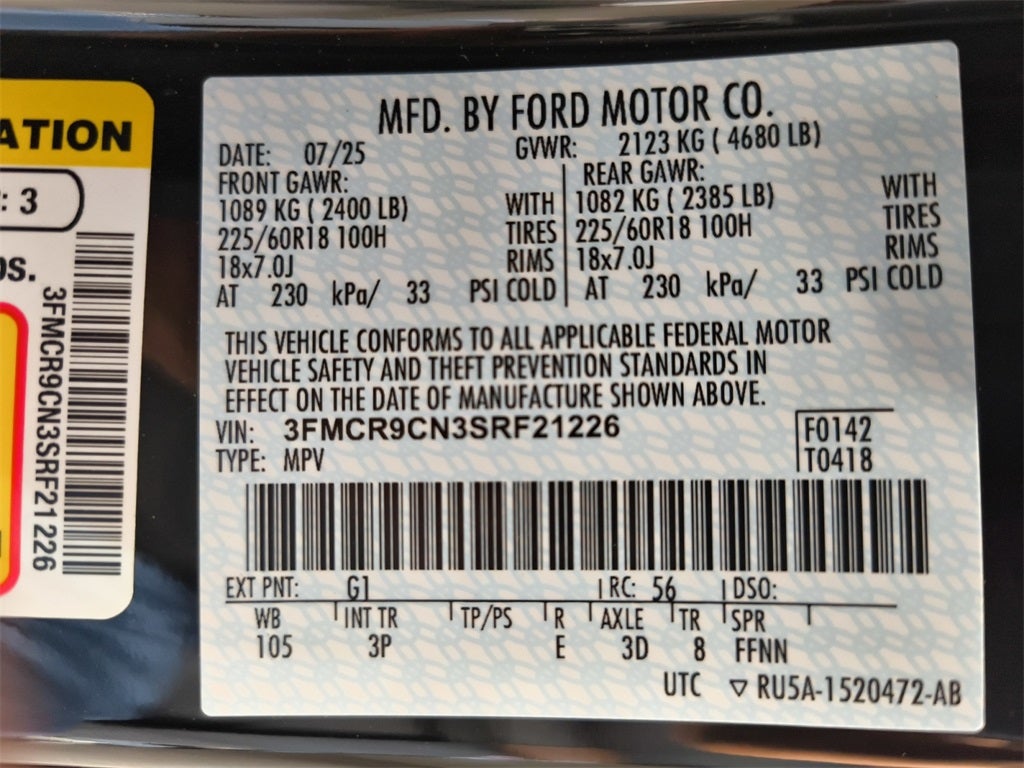 ATION
: 3
os.
3FMCR9CN3SRF21226
MFD. BY FORD MOTOR CO.
DATE: 07/25 GVWR: 2123 KG ( 4680 LB)
FRONT GAWR: REAR GAWR:
1089 KG ( 2400 LB) WITH 1082 KG ( 2385 LB) WITH
225/60R18 100H TIRES 225/60R18 100H TIRES
18x7.0J RIMS 18x7.0J RIMS
AT 230 kPa/ 33 PSI COLD AT 230 kPa/ 33 PSI COLD
THIS VEHICLE CONFORMS TO ALL APPLICABLE FEDERAL MOTOR
VEHICLE SAFETY AND THEFT PREVENTION STANDARDS IN
EFFECT ON THE DATE OF MANUFACTURE SHOWN ABOVE.
VIN: 3FMCR9CN3SRF21226 F0142
TYPE: MPV T0418
EXT PNT: G1 RC: 56 DSO:
WB INT TR TP/PS R AXLE TR SPR
105 3P E 3D 8 FFNN
UTC ▽ RU5A-1520472-AB